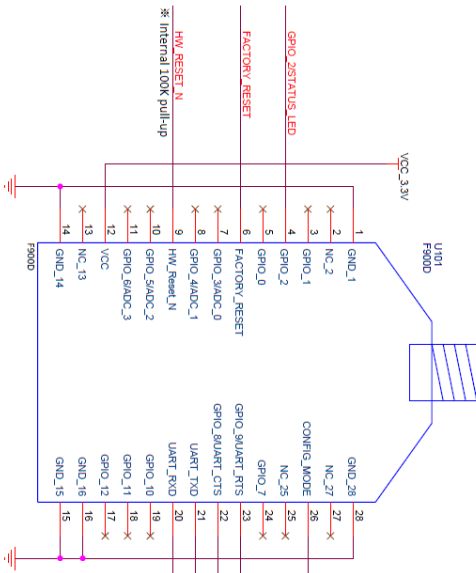 U101
F900D
VCC_3.3V
GPIO_2/STATUS_LED
FACTORY_RESET
HW_RESET_N
※ Internal 100K pull-up
1
2
3
4
5
6
7
8
9
10
11
12
13
14
GND_1
NC_2
GPIO_1
GPIO_2
GPIO_0
FACTORY_RESET
GPIO_3/ADC_0
GPIO_4/ADC_1
HW_Reset_N
GPIO_5/ADC_2
GPIO_6/ADC_3
VCC
NC_13
GND_14
GND_28
NC_27
CONFIG_MODE
NC_25
GPIO_7
GPIO_9/UART_RTS
GPIO_8/UART_CTS
UART_TXD
UART_RXD
GPIO_10
GPIO_11
GPIO_12
GND_16
GND_15
28
27
26
25
24
23
22
21
20
19
18
17
16
15
F900D